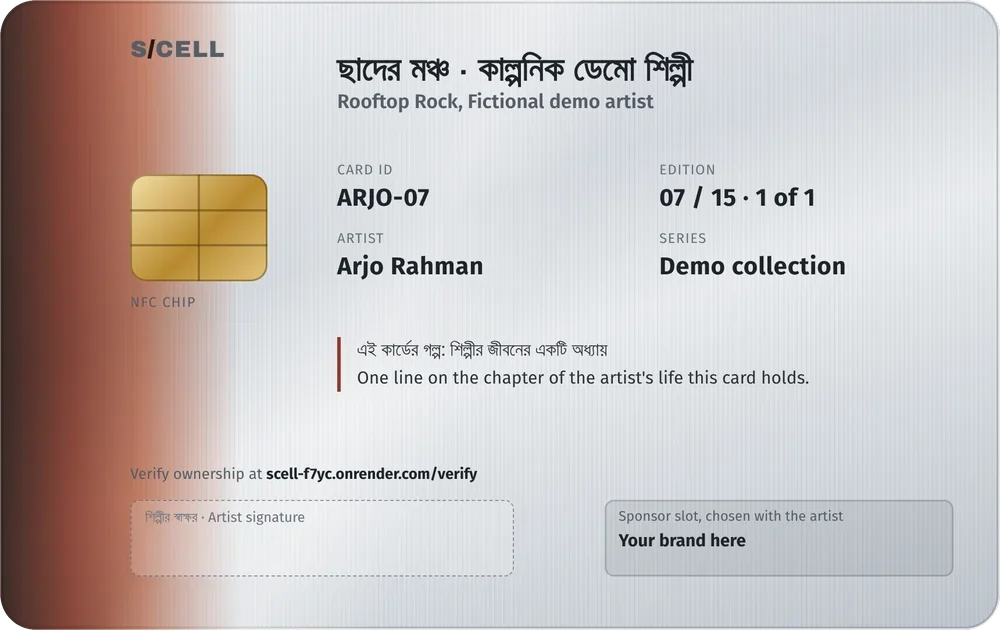 S/CELL
ছাদের মঞ্চ · কাল্পনিক ডেমো শিল্পী
Rooftop Rock, Fictional demo artist
CARD ID
ARJO-07
EDITION
07 / 15 · 1 of 1
ARTIST
Arjo Rahman
SERIES
Demo collection
NFC CHIP
এই কার্ডের গল্প: শিল্পীর জীবনের একটি অধ্যায়
One line on the chapter of the artist's life this card holds.
Verify ownership at scell-f7yc.onrender.com/verify
শিল্পীর স্বাক্ষর · Artist signature
Sponsor slot, chosen with the artist
Your brand here